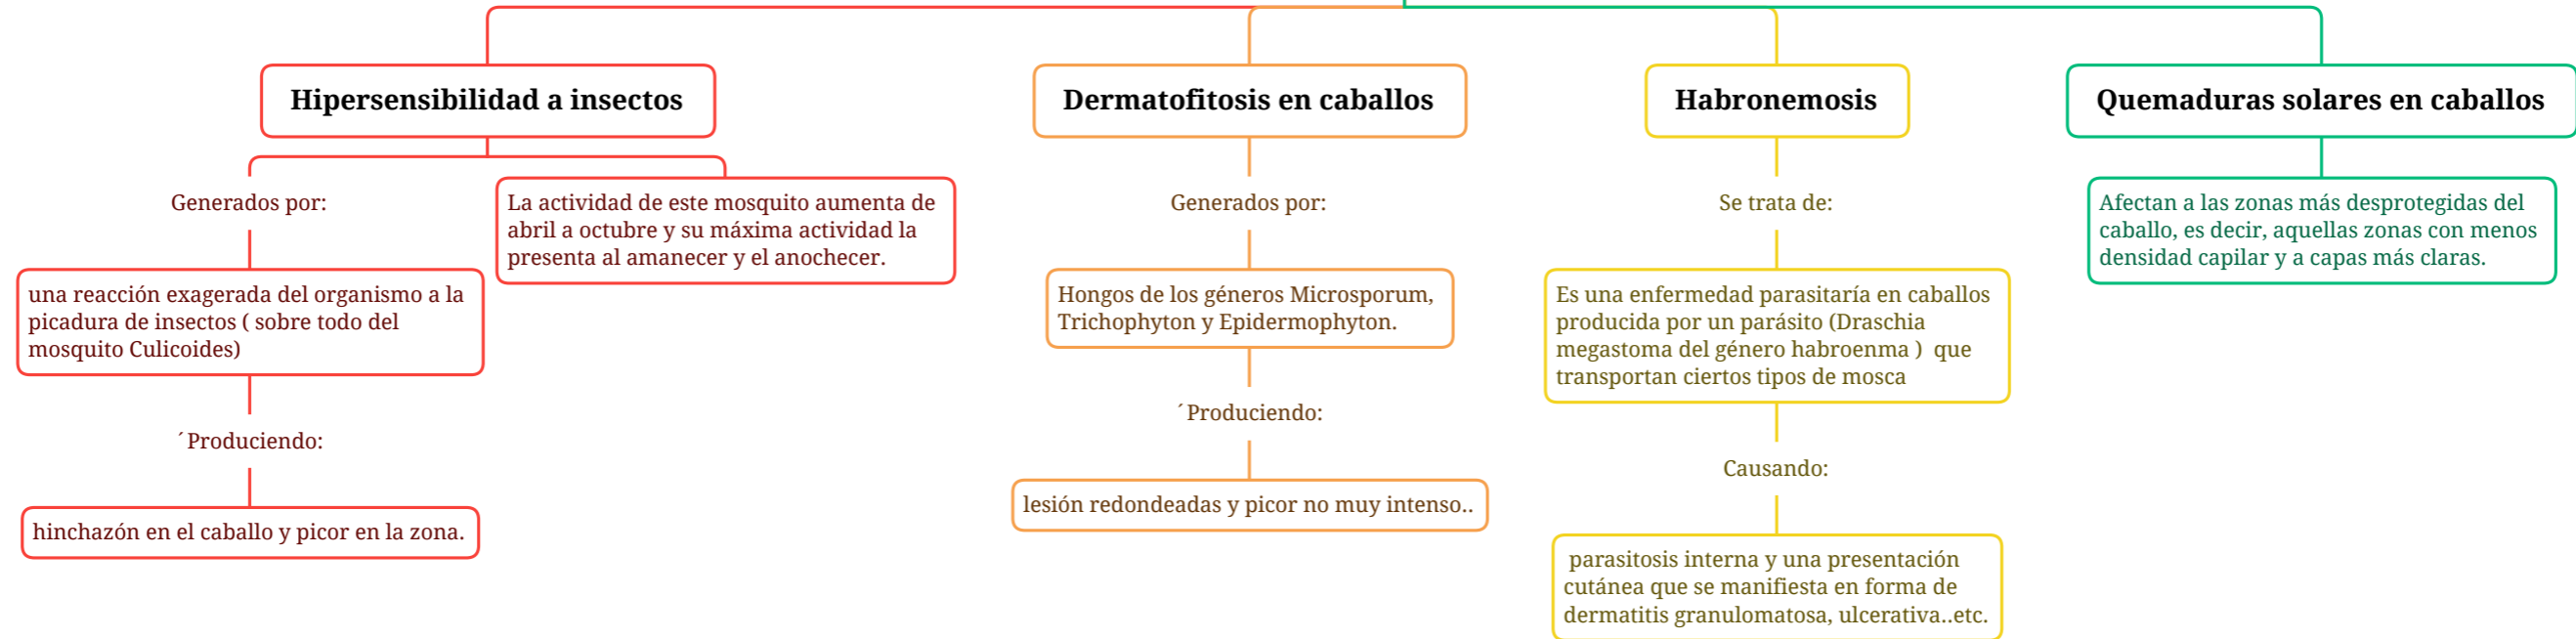 Hipersensibilidad a insectos
Generados por:
una reacción exagerada del organismo a la
picadura de insectos ( sobre todo del
mosquito Culicoides)
´Produciendo:
hinchazón en el caballo y picor en la zona.
La actividad de este mosquito aumenta de
abril a octubre y su máxima actividad la
presenta al amanecer y el anochecer.
Dermatofitosis en caballos
Generados por:
Hongos de los géneros Microsporum,
Trichophyton y Epidermophyton.
´Produciendo:
lesión redondeadas y picor no muy intenso..
Habronemosis
Se trata de:
Es una enfermedad parasitaría en caballos
producida por un parásito (Draschia
megastoma del género habroenma )  que
transportan ciertos tipos de mosca
Causando:
parasitosis interna y una presentación
cutánea que se manifiesta en forma de
dermatitis granulomatosa, ulcerativa..etc.
Quemaduras solares en caballos
Afectan a las zonas más desprotegidas del
caballo, es decir, aquellas zonas con menos
densidad capilar y a capas más claras.